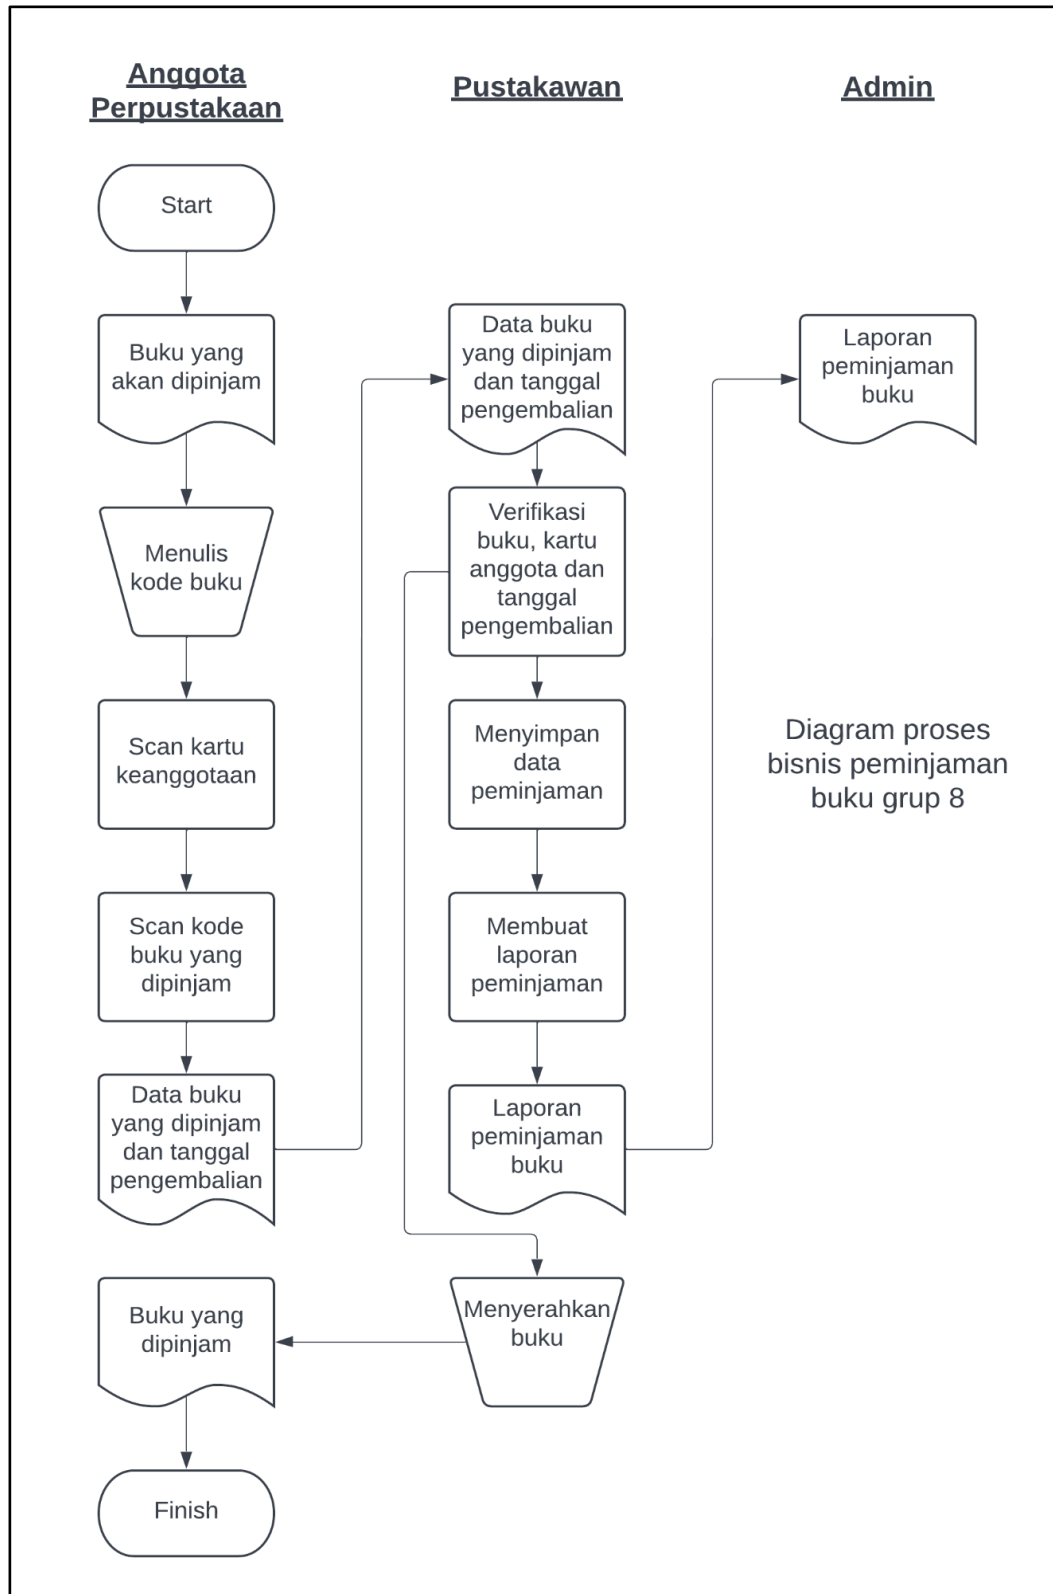 Anggota
Perpustakaan
Pustakawan
Admin
Start
Buku yang
akan dipinjam
Menulis
kode buku
Scan kartu
keanggotaan
Scan kode
buku yang
dipinjam
Data buku
yang dipinjam
dan tanggal
pengembalian
Buku yang
dipinjam
Finish
Data buku
yang dipinjam
dan tanggal
pengembalian
Verifikasi
buku, kartu
anggota dan
tanggal
pengembalian
Menyimpan
data
peminjaman
Membuat
laporan
peminjaman
Laporan
peminjaman
buku
Menyerahkan
buku
Laporan
peminjaman
buku
Diagram proses
bisnis peminjaman
buku grup 8